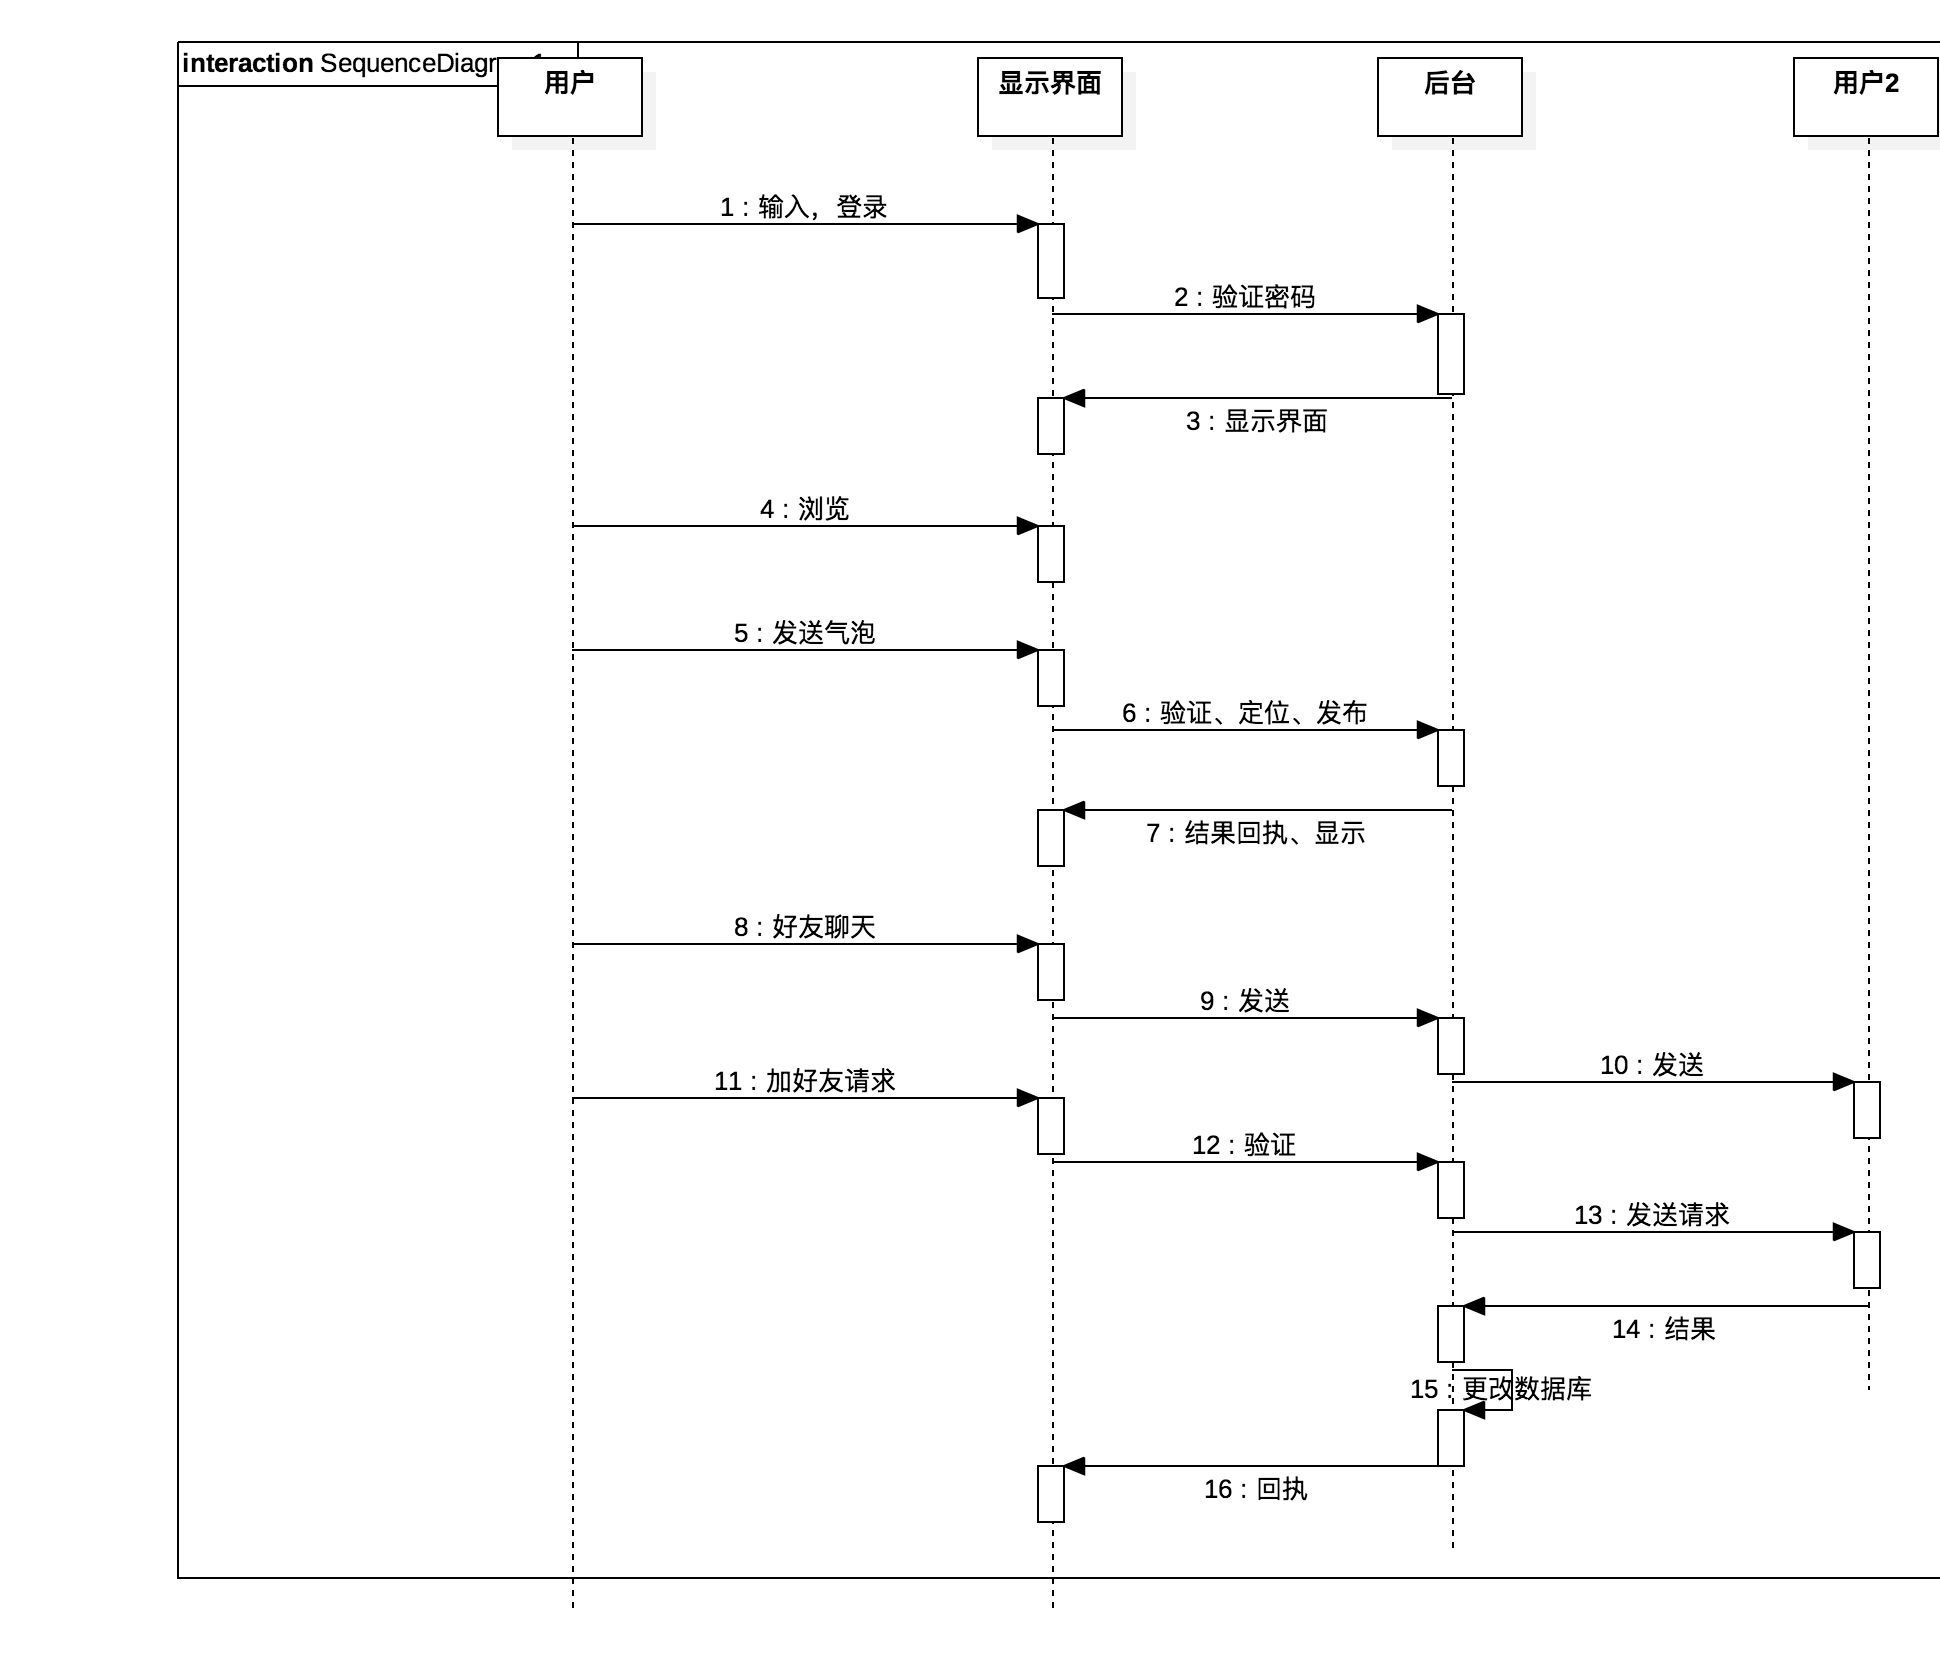 interaction SequenceDiagr
用户
显示界面
后台
用户2
1 : 输入，登录
2 : 验证密码
3 : 显示界面
4 : 浏览
5 : 发送气泡
6 : 验证、定位、发布
7 : 结果回执、显示
8 : 好友聊天
9 : 发送
10 : 发送
11 : 加好友请求
12 : 验证
13 : 发送请求
14 : 结果
15 : 更改数据库
16 : 回执